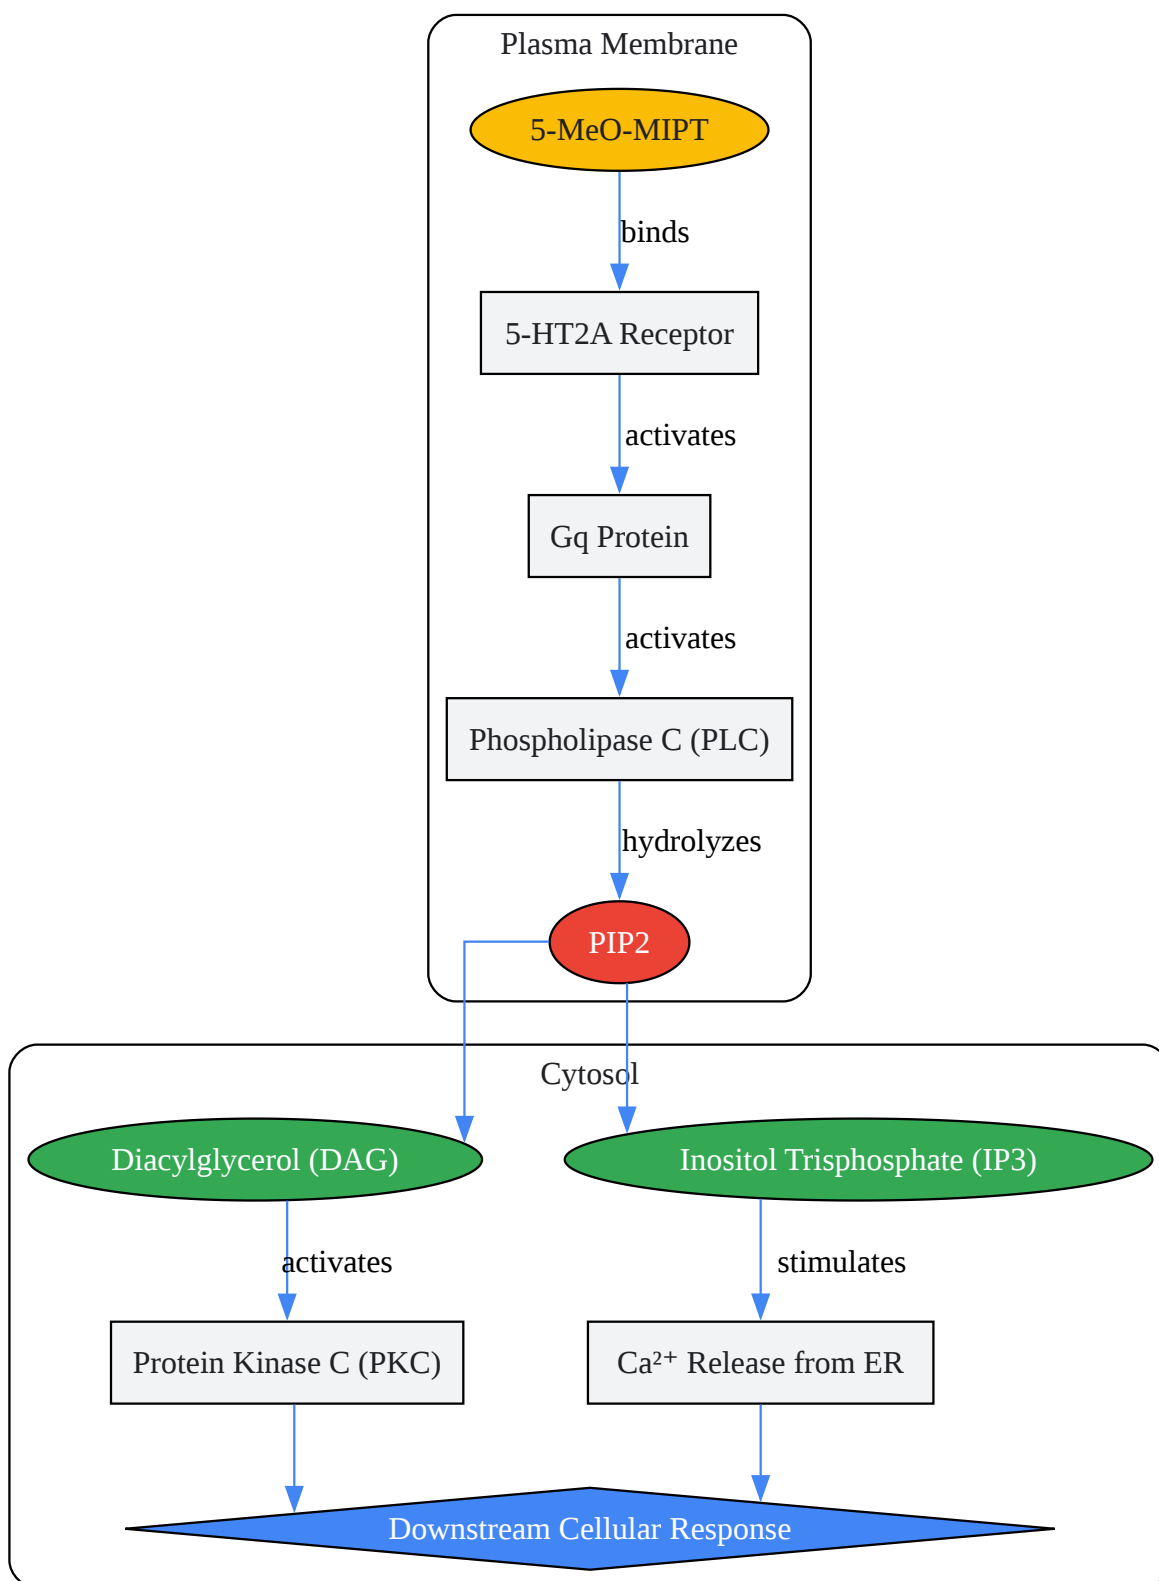 Plasma Membrane
5-MeO-MIPT
binds
5-HT2A Receptor
activates
Gq Protein
activates
Phospholipase C (PLC)
hydrolyzes
PIP2
Cytosol
Diacylglycerol (DAG)
Inositol Trisphosphate (IP3)
activates
stimulates
Protein Kinase C (PKC)
Ca²⁺ Release from ER
Downstream Cellular Response